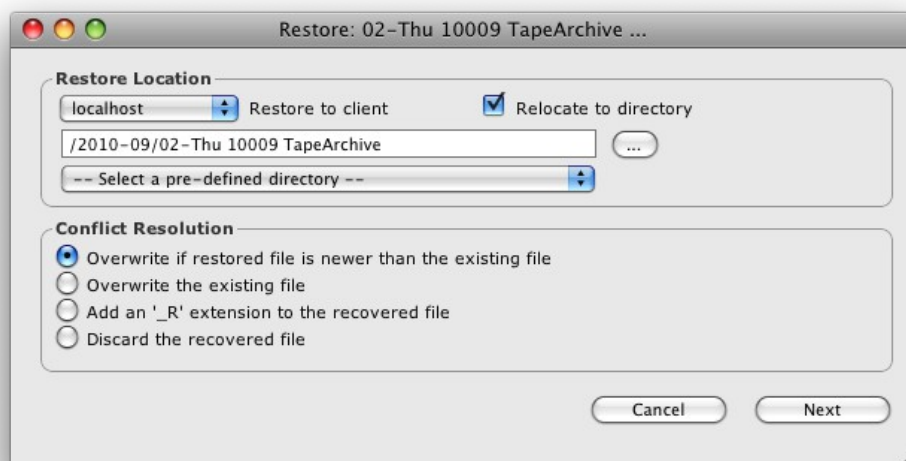 Restore: 02-Thu 10009 TapeArchive ...
Restore Location
localhost Restore to client Relocate to directory
/2010-09/02-Thu 10009 TapeArchive ...
-- Select a pre-defined directory --
Conflict Resolution
Overwrite if restored file is newer than the existing file
Overwrite the existing file
Add an '_R' extension to the recovered file
Discard the recovered file
Cancel Next